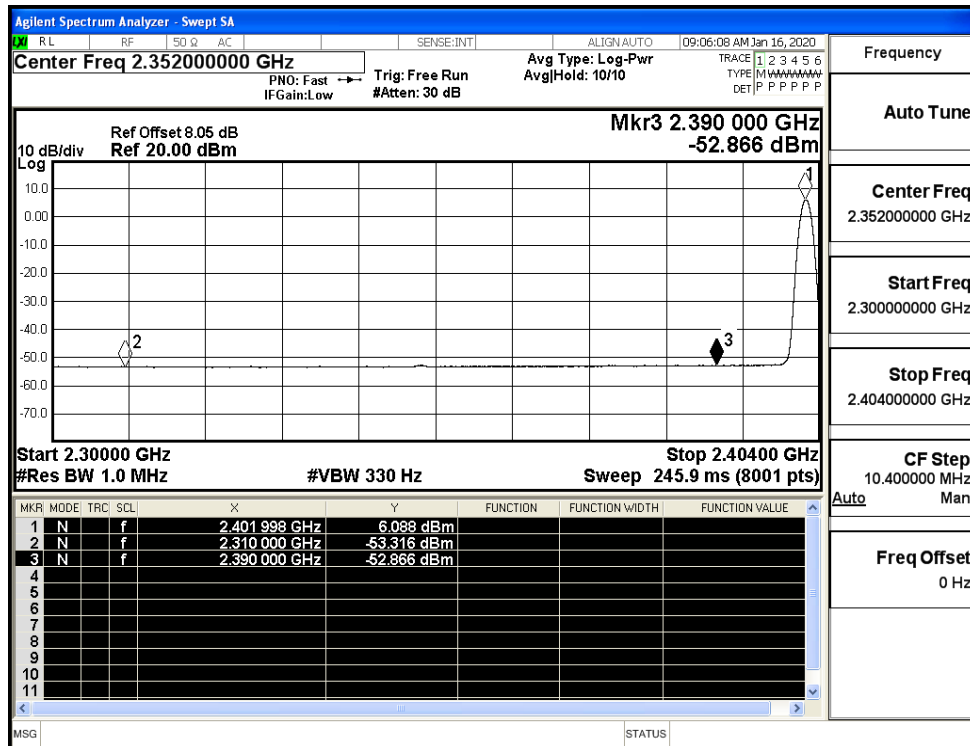 Agilent Spectrum Analyzer - Swept SA
LXI RL RF 50 Ω AC SENSE:INT ALIGN AUTO 09:06:08 AM Jan 16, 2020
Center Freq 2.352000000 GHz
PNO: Fast
IFGain:Low
Trig: Free Run
#Atten: 30 dB
Avg Type: Log-Pwr
Avg|Hold: 10/10
TRACE 1 2 3 4 5 6
TYPE M WWWWW
DET P P P P P P
Mkr3 2.390 000 GHz
-52.866 dBm
Ref Offset 8.05 dB
10 dB/div Ref 20.00 dBm
Log
10.0
0.00
-10.0
-20.0
-30.0
-40.0
-50.0
-60.0
-70.0
1
2
3
Start 2.30000 GHz Stop 2.40400 GHz
#Res BW 1.0 MHz #VBW 330 Hz Sweep 245.9 ms (8001 pts)
MKR MODE TRC SCL X Y FUNCTION FUNCTION WIDTH FUNCTION VALUE
1 N f 2.401 998 GHz 6.088 dBm
2 N f 2.310 000 GHz -53.316 dBm
3 N f 2.390 000 GHz -52.866 dBm
4
5
6
7
8
9
10
11
MSG STATUS
Frequency
Auto Tune
Center Freq
2.352000000 GHz
Start Freq
2.300000000 GHz
Stop Freq
2.404000000 GHz
CF Step
10.400000 MHz
Auto Man
Freq Offset
0 Hz